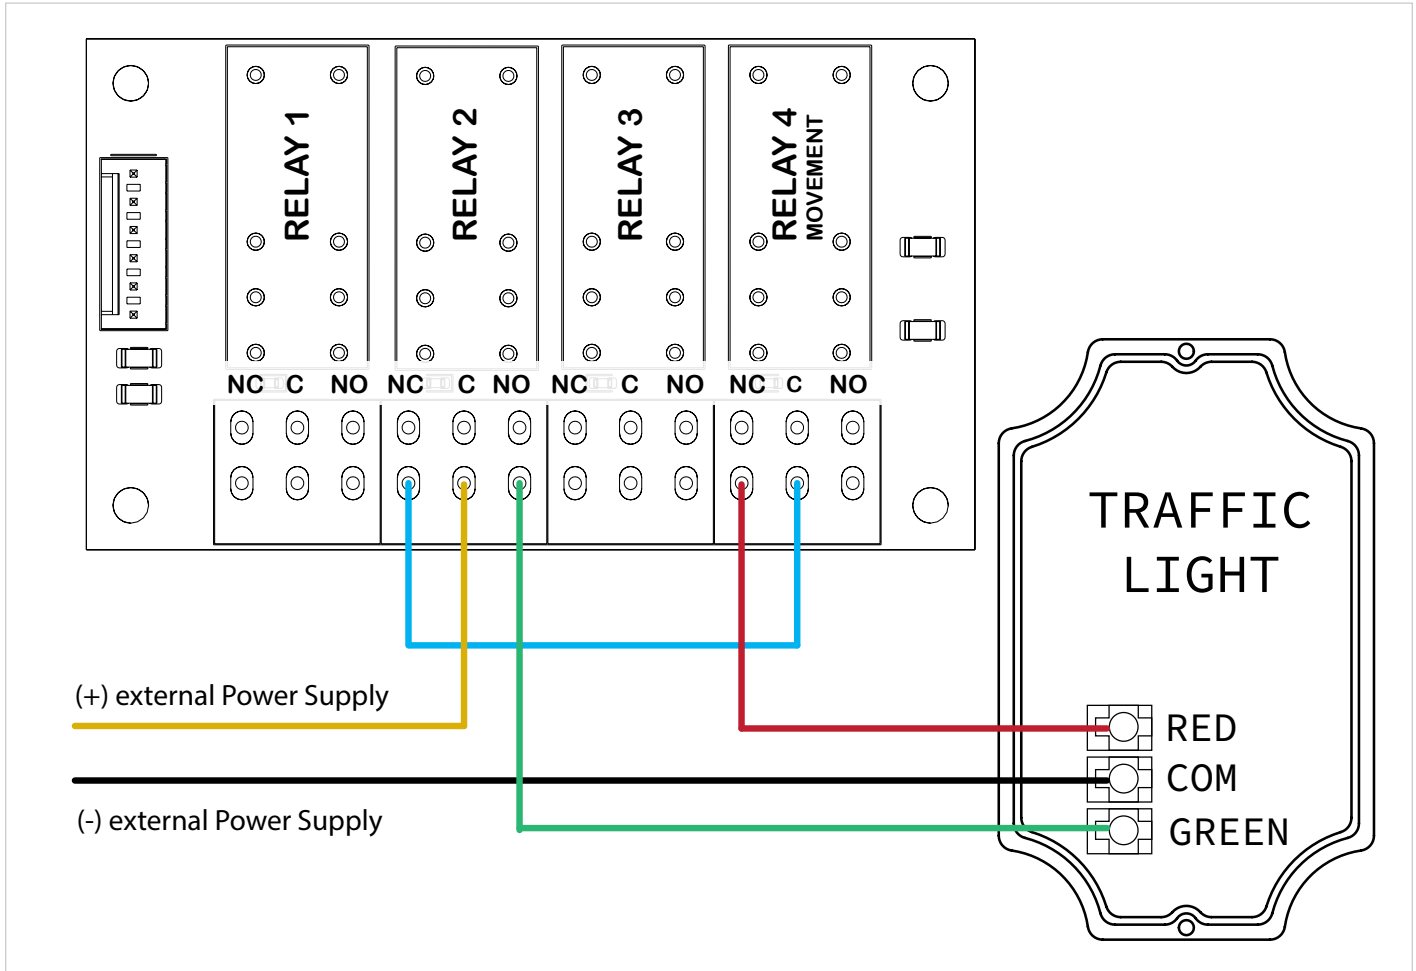 RELAY 1
RELAY 2
RELAY 3
RELAY 4
MOVEMENT
NC C NO NC C NO NC C NO NC C NO
TRAFFIC
LIGHT
(+) external Power Supply
RED
COM
(-) external Power Supply
GREEN